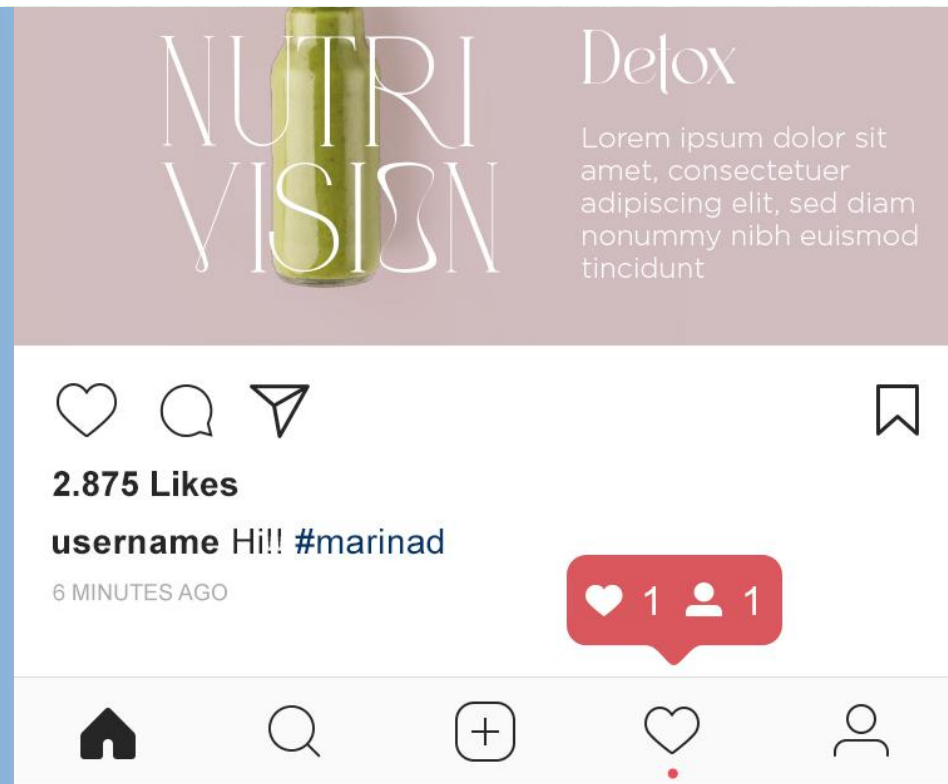 NUTRI
VISION
Detox
Lorem ipsum dolor sit
amet, consectetuer
adipiscing elit, sed diam
nonummy nibh euismod
tincidunt
2.875 Likes
username Hi!! #marinad
6 MINUTES AGO
1 1